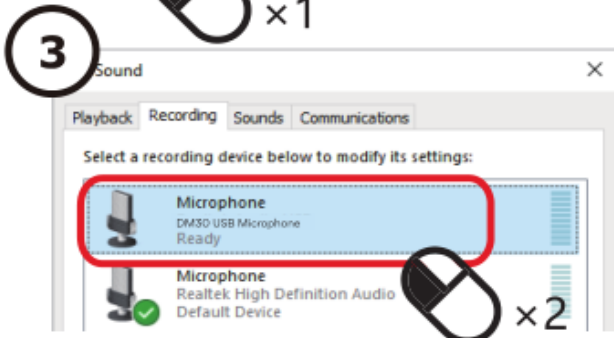 ×1
3
Sound
Playback Recording Sounds Communications
Select a recording device below to modify its settings:
Microphone
DM30 USB Microphone
Ready
Microphone
Realtek High Definition Audio
Default Device
×2